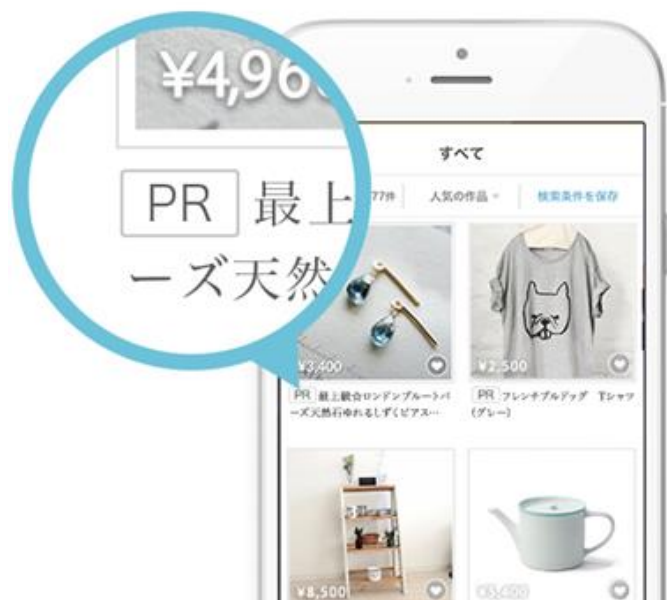 ¥4,96
PR 最上
ーズ天然
すべて
77件
人気の作品
検索条件を保存
¥3,400
¥2,500
PR 最上級☆ロンドンブルートパ
ーズ天然石ゆれるしずくピアス…
PR フレンチブルドッグ Tシャツ
(グレー)
¥8,500
¥3,400